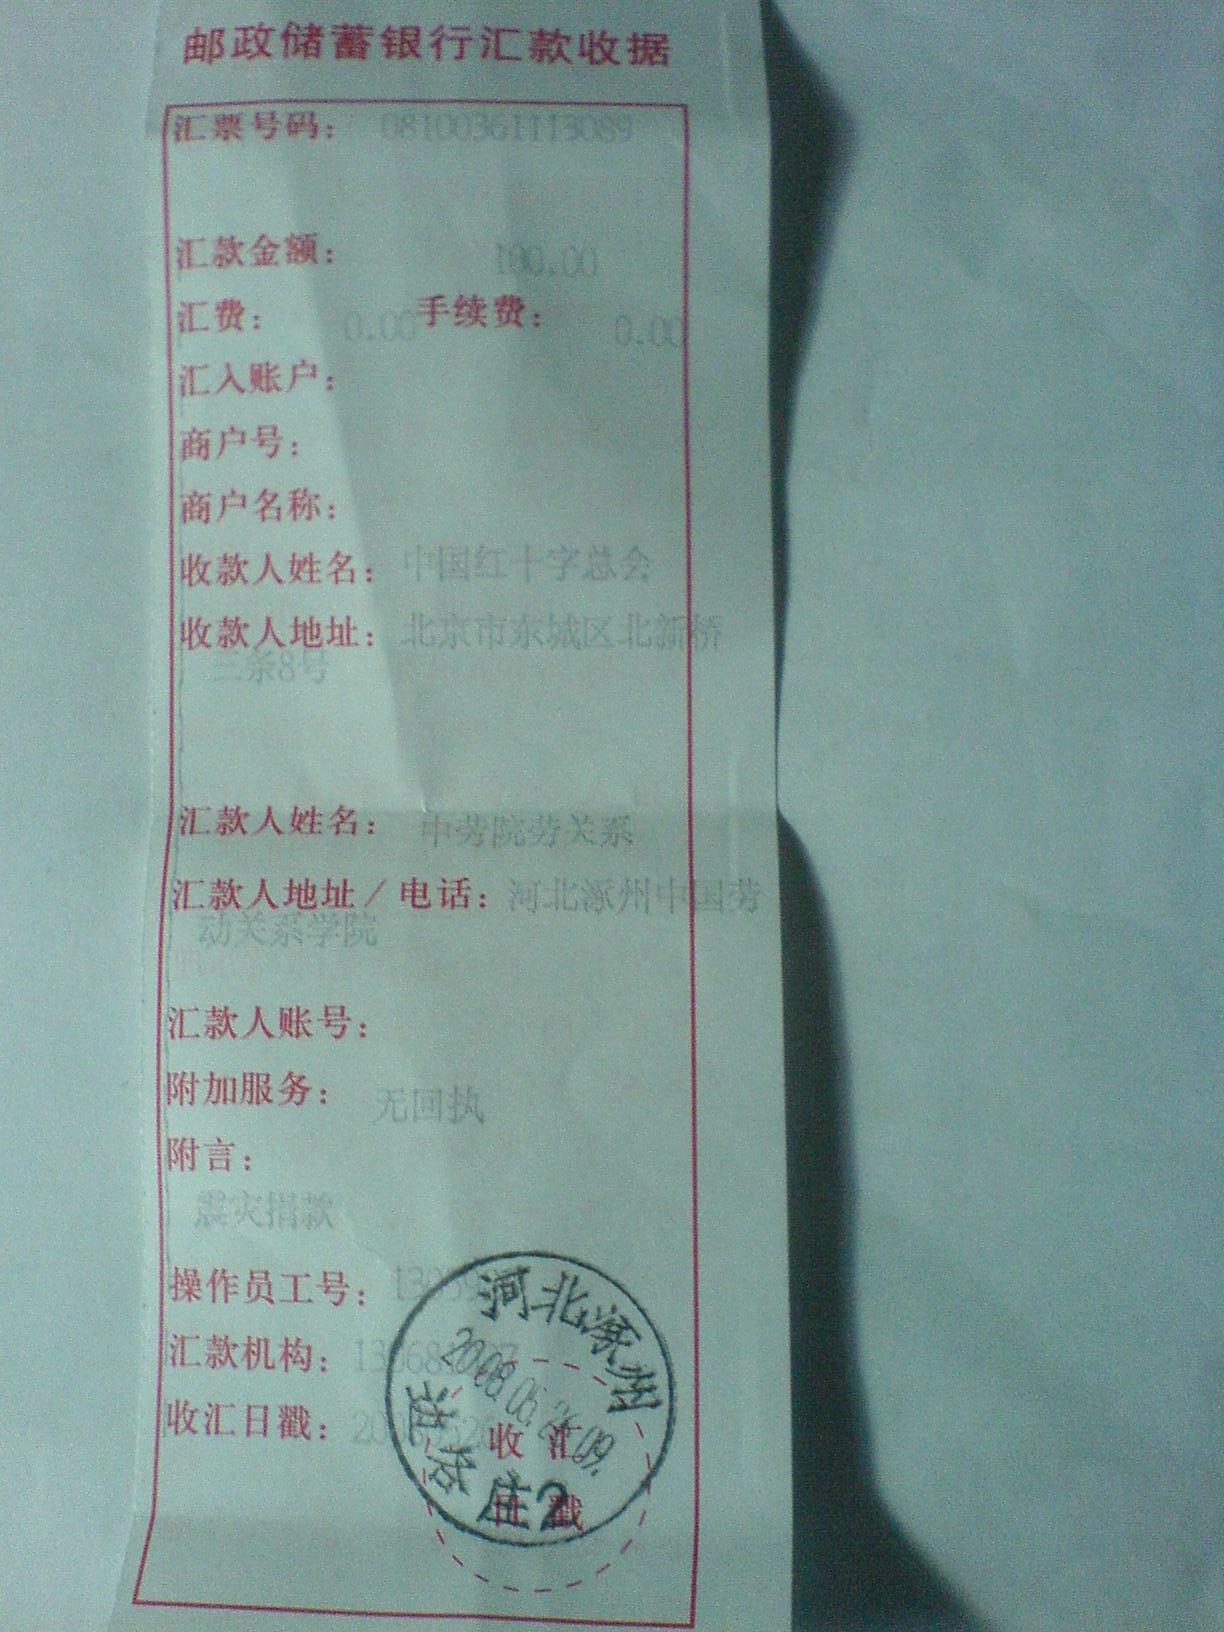 邮政储蓄银行汇款收据
汇票号码： 08100361113089
汇款金额： 100.00
汇费： 0.00 手续费： 0.00
汇入账户：
商户号：
商户名称：
收款人姓名： 中国红十字总会
收款人地址： 北京市东城区北新桥
三条8号
汇款人姓名： 中劳院劳关系
汇款人地址／电话： 河北涿州中国劳
动关系学院
汇款人账号：
附加服务： 无回执
附言：
震灾捐款
操作员工号：
汇款机构：
收汇日戳：
河北涿州
2008.05.26.09.
收汇
日戳
2